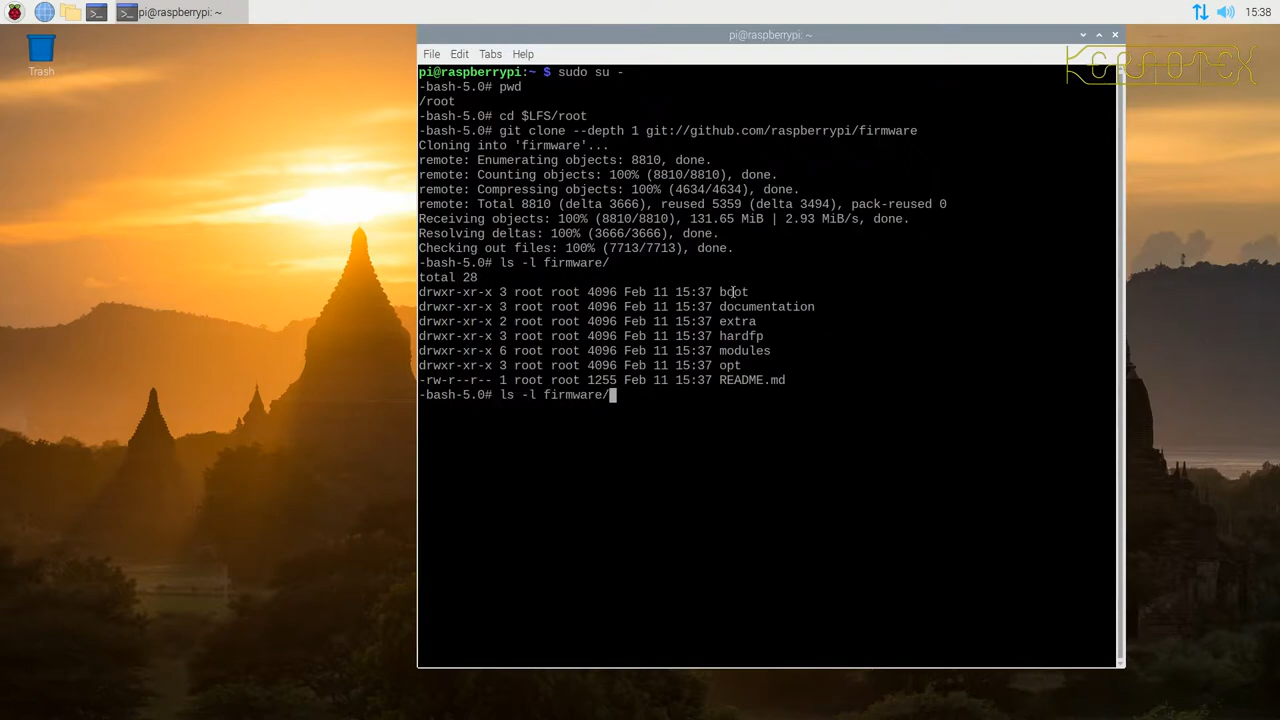 pi@raspberrypi: ~
15:38
Trash
pi@raspberrypi: ~
File Edit Tabs Help
KERNOTEX
pi@raspberrypi:~ $ sudo su -
-bash-5.0# pwd
/root
-bash-5.0# cd $LFS/root
-bash-5.0# git clone --depth 1 git://github.com/raspberrypi/firmware
Cloning into 'firmware'...
remote: Enumerating objects: 8810, done.
remote: Counting objects: 100% (8810/8810), done.
remote: Compressing objects: 100% (4634/4634), done.
remote: Total 8810 (delta 3666), reused 5359 (delta 3494), pack-reused 0
Receiving objects: 100% (8810/8810), 131.65 MiB | 2.93 MiB/s, done.
Resolving deltas: 100% (3666/3666), done.
Checking out files: 100% (7713/7713), done.
-bash-5.0# ls -l firmware/
total 28
drwxr-xr-x 3 root root 4096 Feb 11 15:37 boot
drwxr-xr-x 3 root root 4096 Feb 11 15:37 documentation
drwxr-xr-x 2 root root 4096 Feb 11 15:37 extra
drwxr-xr-x 3 root root 4096 Feb 11 15:37 hardfp
drwxr-xr-x 6 root root 4096 Feb 11 15:37 modules
drwxr-xr-x 3 root root 4096 Feb 11 15:37 opt
-rw-r--r-- 1 root root 1255 Feb 11 15:37 README.md
-bash-5.0# ls -l firmware/